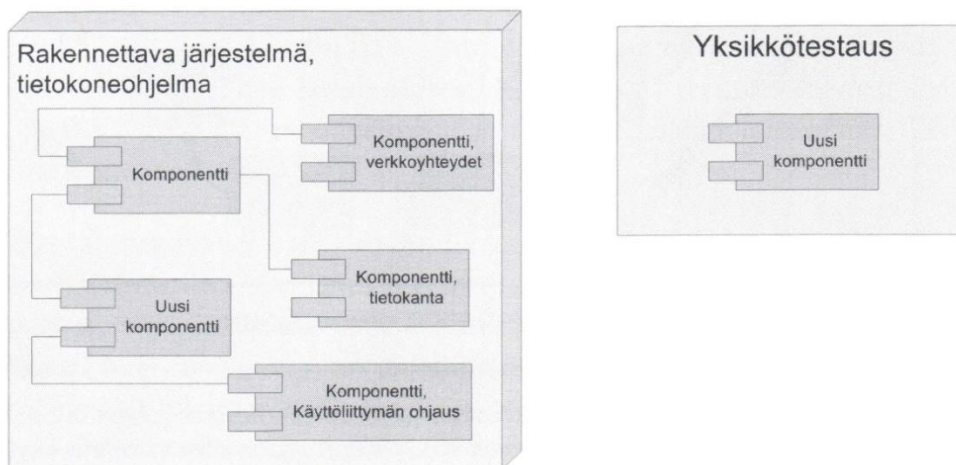 Rakennettava järjestelmä,
tietokoneohjelma
Komponentti,
verkkoyhteydet
Komponentti
Komponentti,
tietokanta
Uusi
komponentti
Komponentti,
Käyttöliittymän ohjaus
Yksikkötestaus
Uusi
komponentti